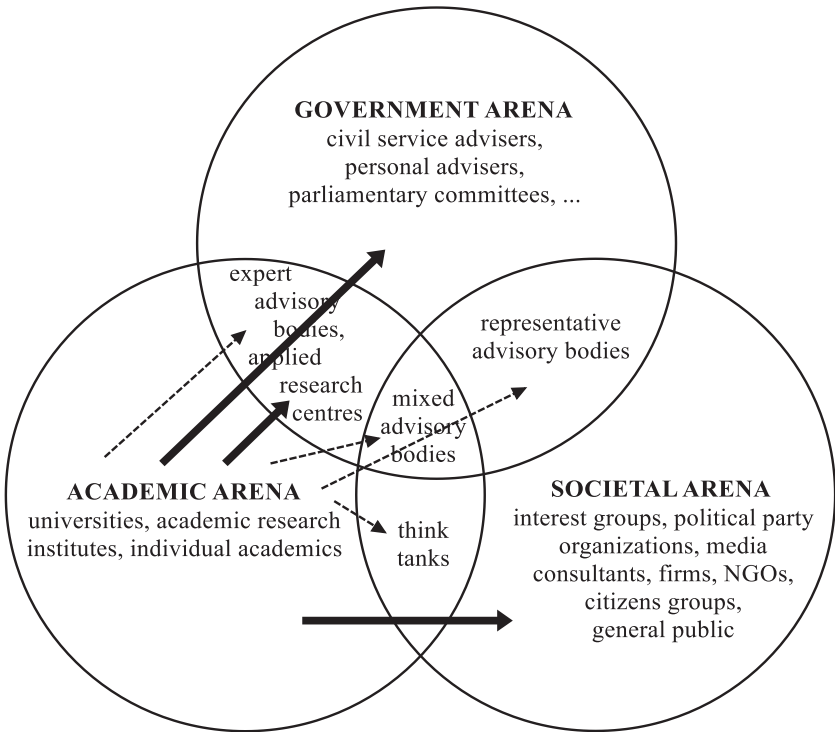 GOVERNMENT ARENA
civil service advisers,
personal advisers,
parliamentary committees, ...
expert
advisory
bodies,
applied
research
centres
representative
advisory bodies
mixed
advisory
bodies
ACADEMIC ARENA
universities, academic research
institutes, individual academics
think
tanks
SOCIETAL ARENA
interest groups, political party
organizations, media
consultants, firms, NGOs,
citizens groups,
general public